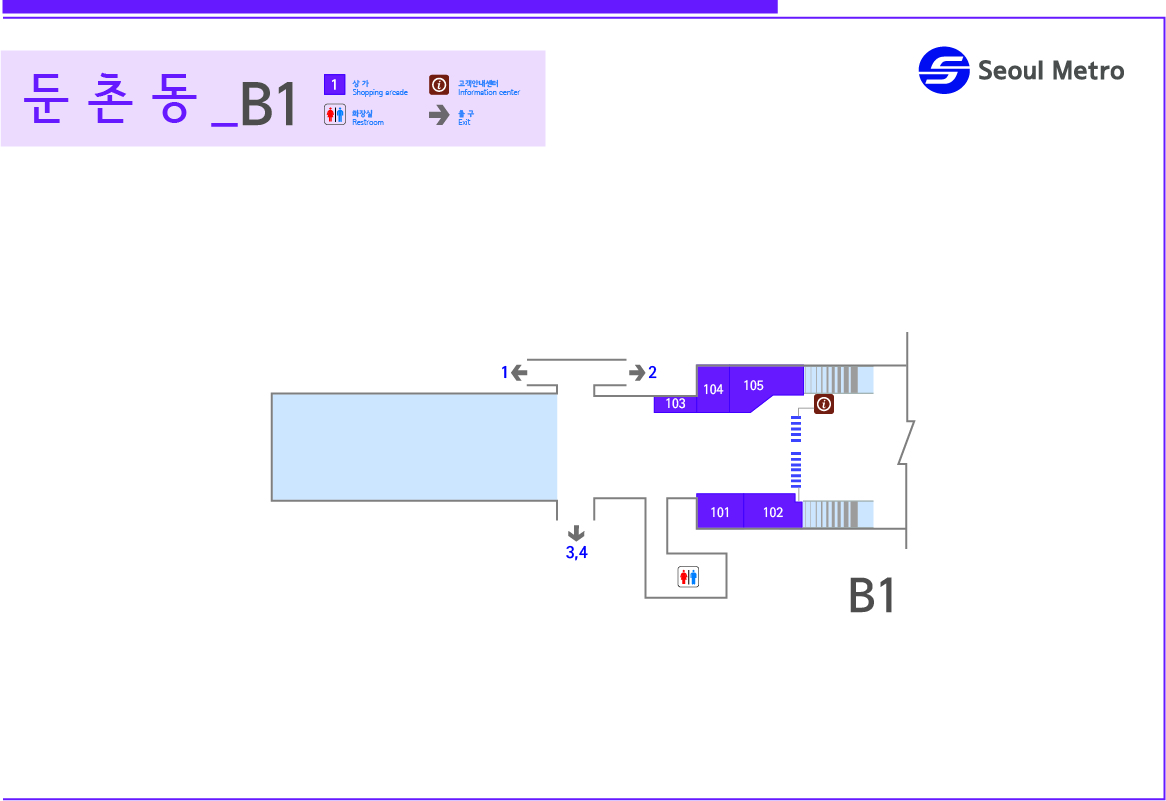 둔 촌 동 _B1
1 상 가
Shopping arcade
고객안내센터
Information center
화장실
Restroom
출 구
Exit
Seoul Metro
1
2
103
104
105
101
102
3,4
B1